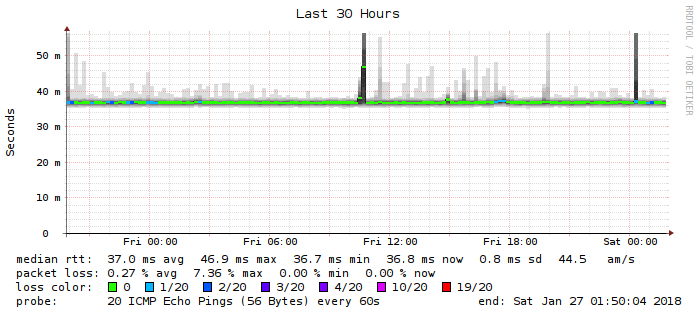 Last 30 Hours
RRDTOOL / TOBI OETIKER
Seconds
50 m
40 m
30 m
20 m
10 m
0
Fri 00:00 Fri 06:00 Fri 12:00 Fri 18:00 Sat 00:00
median rtt: 37.0 ms avg 46.9 ms max 36.7 ms min 36.8 ms now 0.8 ms sd 44.5 am/s
packet loss: 0.27 % avg 7.36 % max 0.00 % min 0.00 % now
loss color: 0 1/20 2/20 3/20 4/20 10/20 19/20
probe: 20 ICMP Echo Pings (56 Bytes) every 60s end: Sat Jan 27 01:50:04 2018